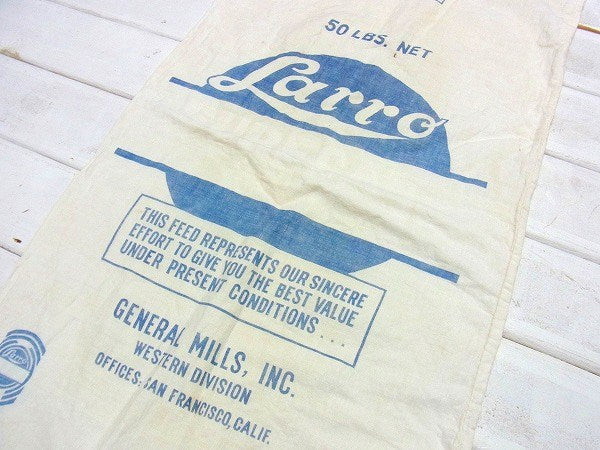 50 LBS. NET
Larro
THIS FEED REPRESENTS OUR SINCERE
EFFORT TO GIVE YOU THE BEST VALUE
UNDER PRESENT CONDITIONS...
GENERAL MILLS, INC.
WESTERN DIVISION
OFFICES, SAN FRANCISCO, CALIF.
Larro